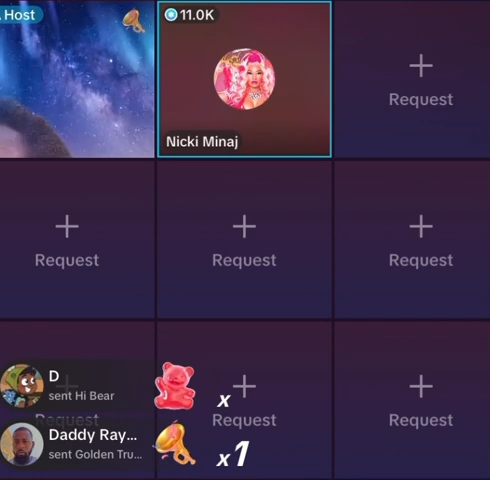 Host
11.0K
Nicki Minaj
Request
Request
Request
Request
D
sent Hi Bear
x
Request
Request
Request
Daddy Ray...
sent Golden Tru...
x1